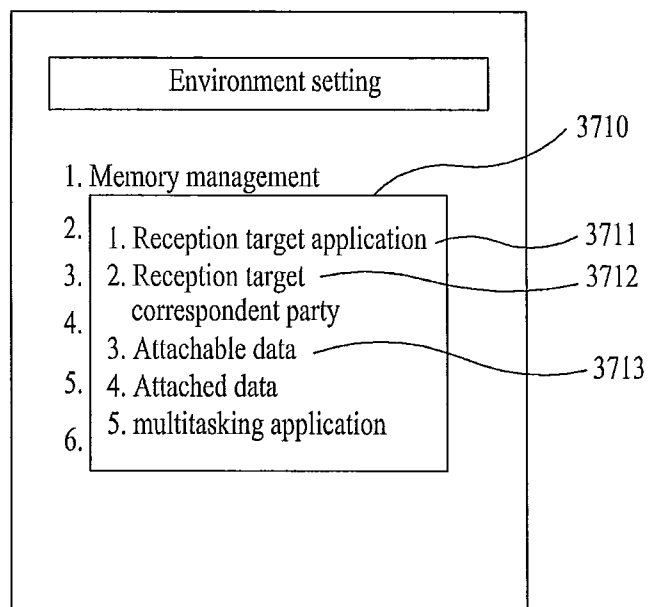 Environment setting
3710
1. Memory management
2.
1. Reception target application
3711
3.
2. Reception target
3712
correspondent party
4.
3. Attachable data
3713
5.
4. Attached data
5. multitasking application
6.